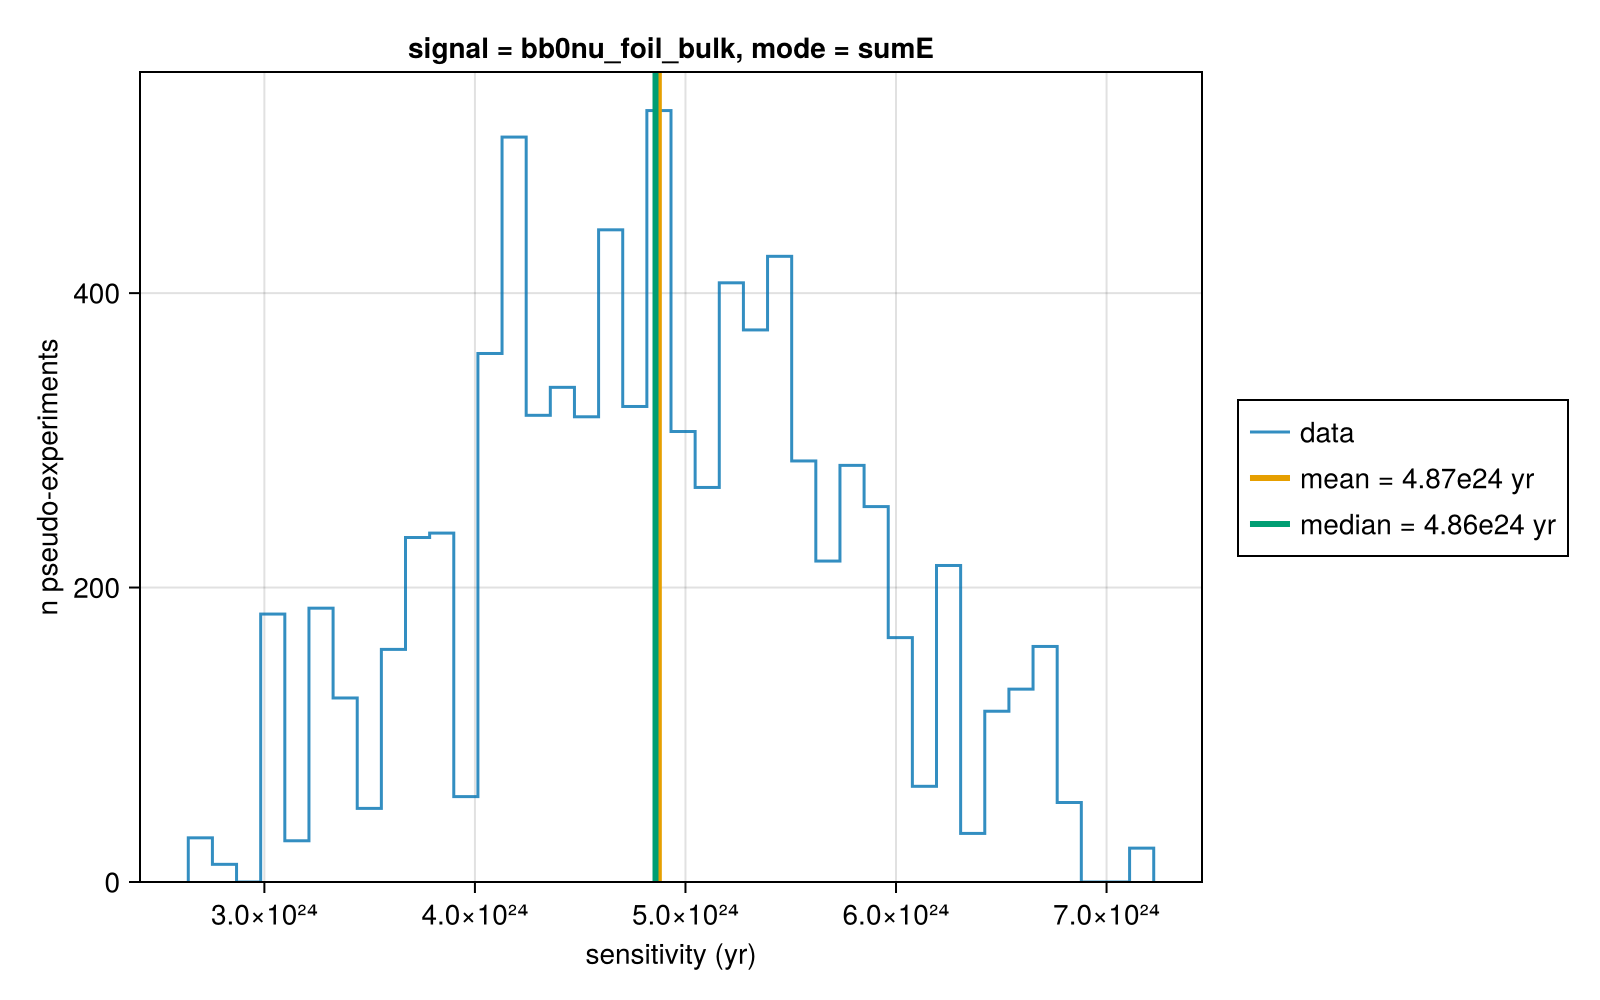 signal = bb0nu_foil_bulk, mode = sumE
n pseudo-experiments
400
200
0
3.0×10²⁴
4.0×10²⁴
5.0×10²⁴
6.0×10²⁴
7.0×10²⁴
sensitivity (yr)
data
mean = 4.87e24 yr
median = 4.86e24 yr